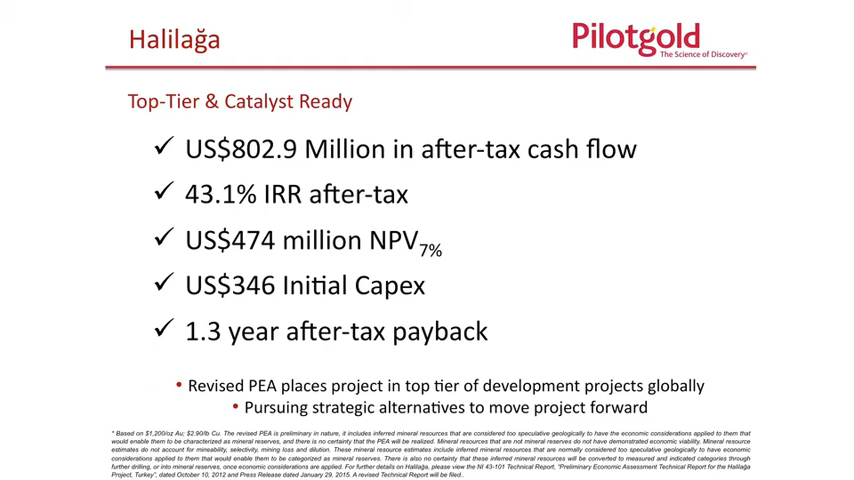 Halilağa
Pilotgold
The Science of Discovery
Top-Tier & Catalyst Ready
✓ US$802.9 Million in after-tax cash flow
✓ 43.1% IRR after-tax
✓ US$474 million NPV7%
✓ US$346 Initial Capex
✓ 1.3 year after-tax payback
• Revised PEA places project in top tier of development projects globally
• Pursuing strategic alternatives to move project forward
* Based on $1,200/oz Au; $2.90/lb Cu. The revised PEA is preliminary in nature, it includes inferred mineral resources that are considered too speculative geologically to have the economic considerations applied to them that
would enable them to be characterized as mineral reserves, and there is no certainty that the PEA will be realized. Mineral resources that are not mineral reserves do not have demonstrated economic viability. Mineral resource
estimates do not account for mineability, selectivity, mining loss and dilution. These mineral resource estimates include inferred mineral resources that are normally considered too speculative geologically to have economic
considerations applied to them that would enable them to be categorized as mineral reserves. There is also no certainty that these inferred mineral resources will be converted to measured and indicated categories through
further drilling, or into mineral reserves, once economic considerations are applied. For further details on Halilağa, please view the NI 43-101 Technical Report, "Preliminary Economic Assessment Technical Report for the Halilağa
Project, Turkey", dated October 10, 2012 and Press Release dated January 29, 2015. A revised Technical Report will be filed..